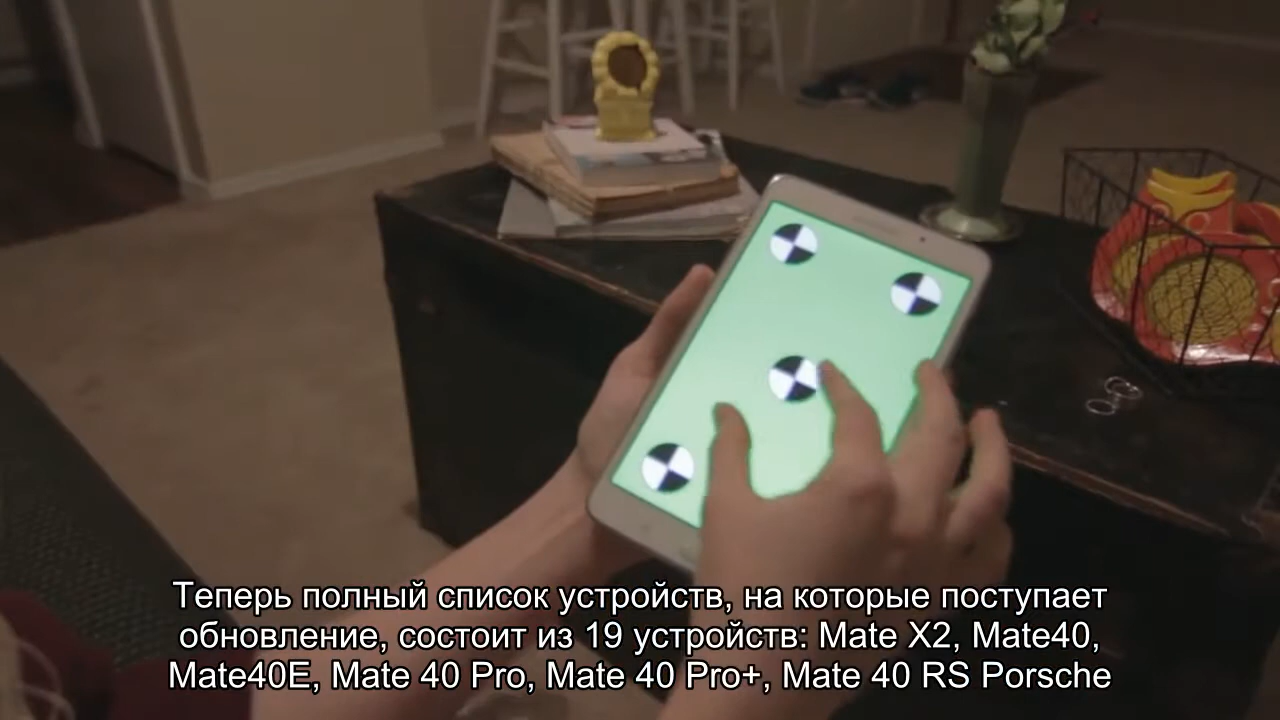 Теперь полный список устройств, на которые поступает
обновление, состоит из 19 устройств: Mate X2, Mate40,
Mate40E, Mate 40 Pro, Mate 40 Pro+, Mate 40 RS Porsche